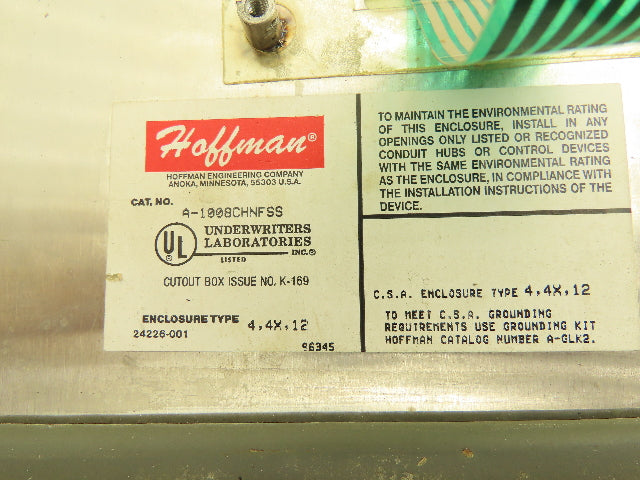 Hoffman®
HOFFMAN ENGINEERING COMPANY
ANOKA, MINNESOTA, 55303 U.S.A.
CAT. NO.
A-1008CHNFSS
UL ®
UNDERWRITERS
LABORATORIES
INC.®
LISTED
CUTOUT BOX ISSUE NO. K-169
ENCLOSURE TYPE 4,4X,12
24226-001
96345
TO MAINTAIN THE ENVIRONMENTAL RATING
OF THIS ENCLOSURE, INSTALL IN ANY
OPENINGS ONLY LISTED OR RECOGNIZED
CONDUIT HUBS OR CONTROL DEVICES
WITH THE SAME ENVIRONMENTAL RATING
AS THE ENCLOSURE, IN COMPLIANCE WITH
THE INSTALLATION INSTRUCTIONS OF THE
DEVICE.
C.S.A. ENCLOSURE TYPE 4,4X,12
TO MEET C.S.A. GROUNDING
REQUIREMENTS USE GROUNDING KIT
HOFFMAN CATALOG NUMBER A-GLK2.